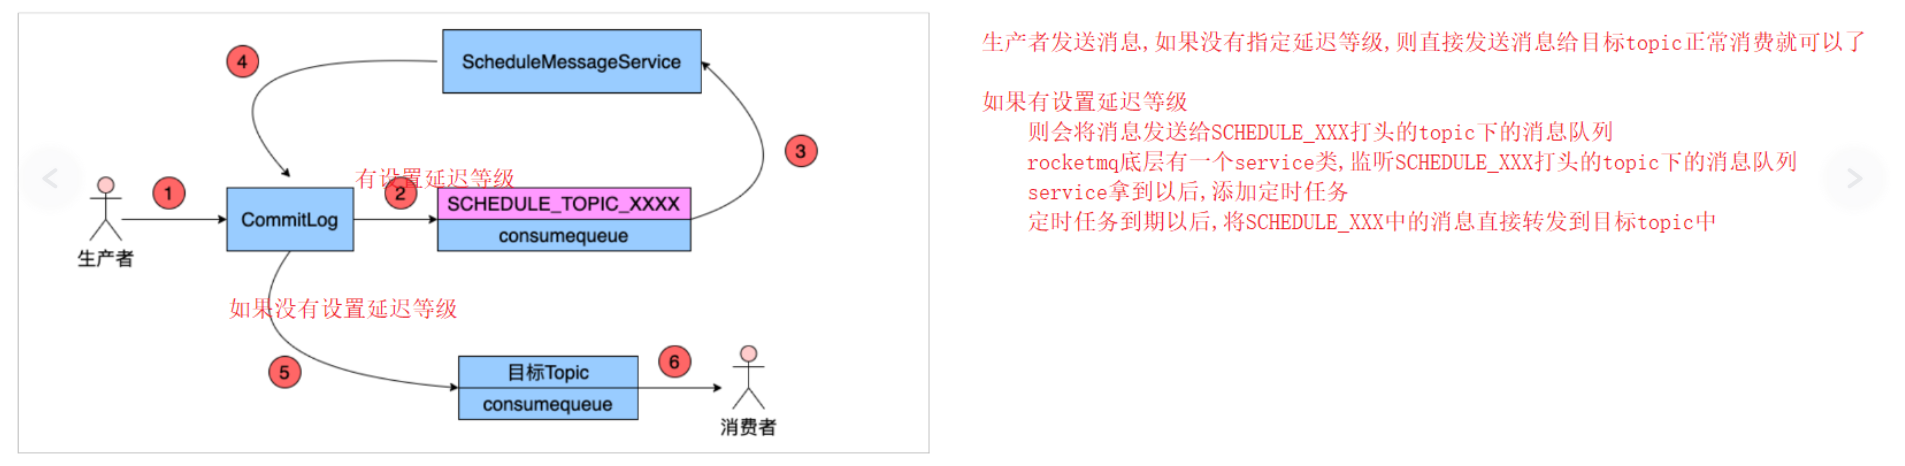 ScheduleMessageService
4
3
有设置延迟等级
1
2
CommitLog
SCHEDULE_TOPIC_XXXX
consumequeue
生产者
如果没有设置延迟等级
5
目标Topic
consumequeue
6
消费者
生产者发送消息,如果没有指定延迟等级,则直接发送消息给目标topic正常消费就可以了
如果有设置延迟等级
则会将消息发送给SCHEDULE_XXX打头的topic下的消息队列
rocketmq底层有一个service类,监听SCHEDULE_XXX打头的topic下的消息队列
service拿到以后,添加定时任务
定时任务到期以后,将SCHEDULE_XXX中的消息直接转发到目标topic中